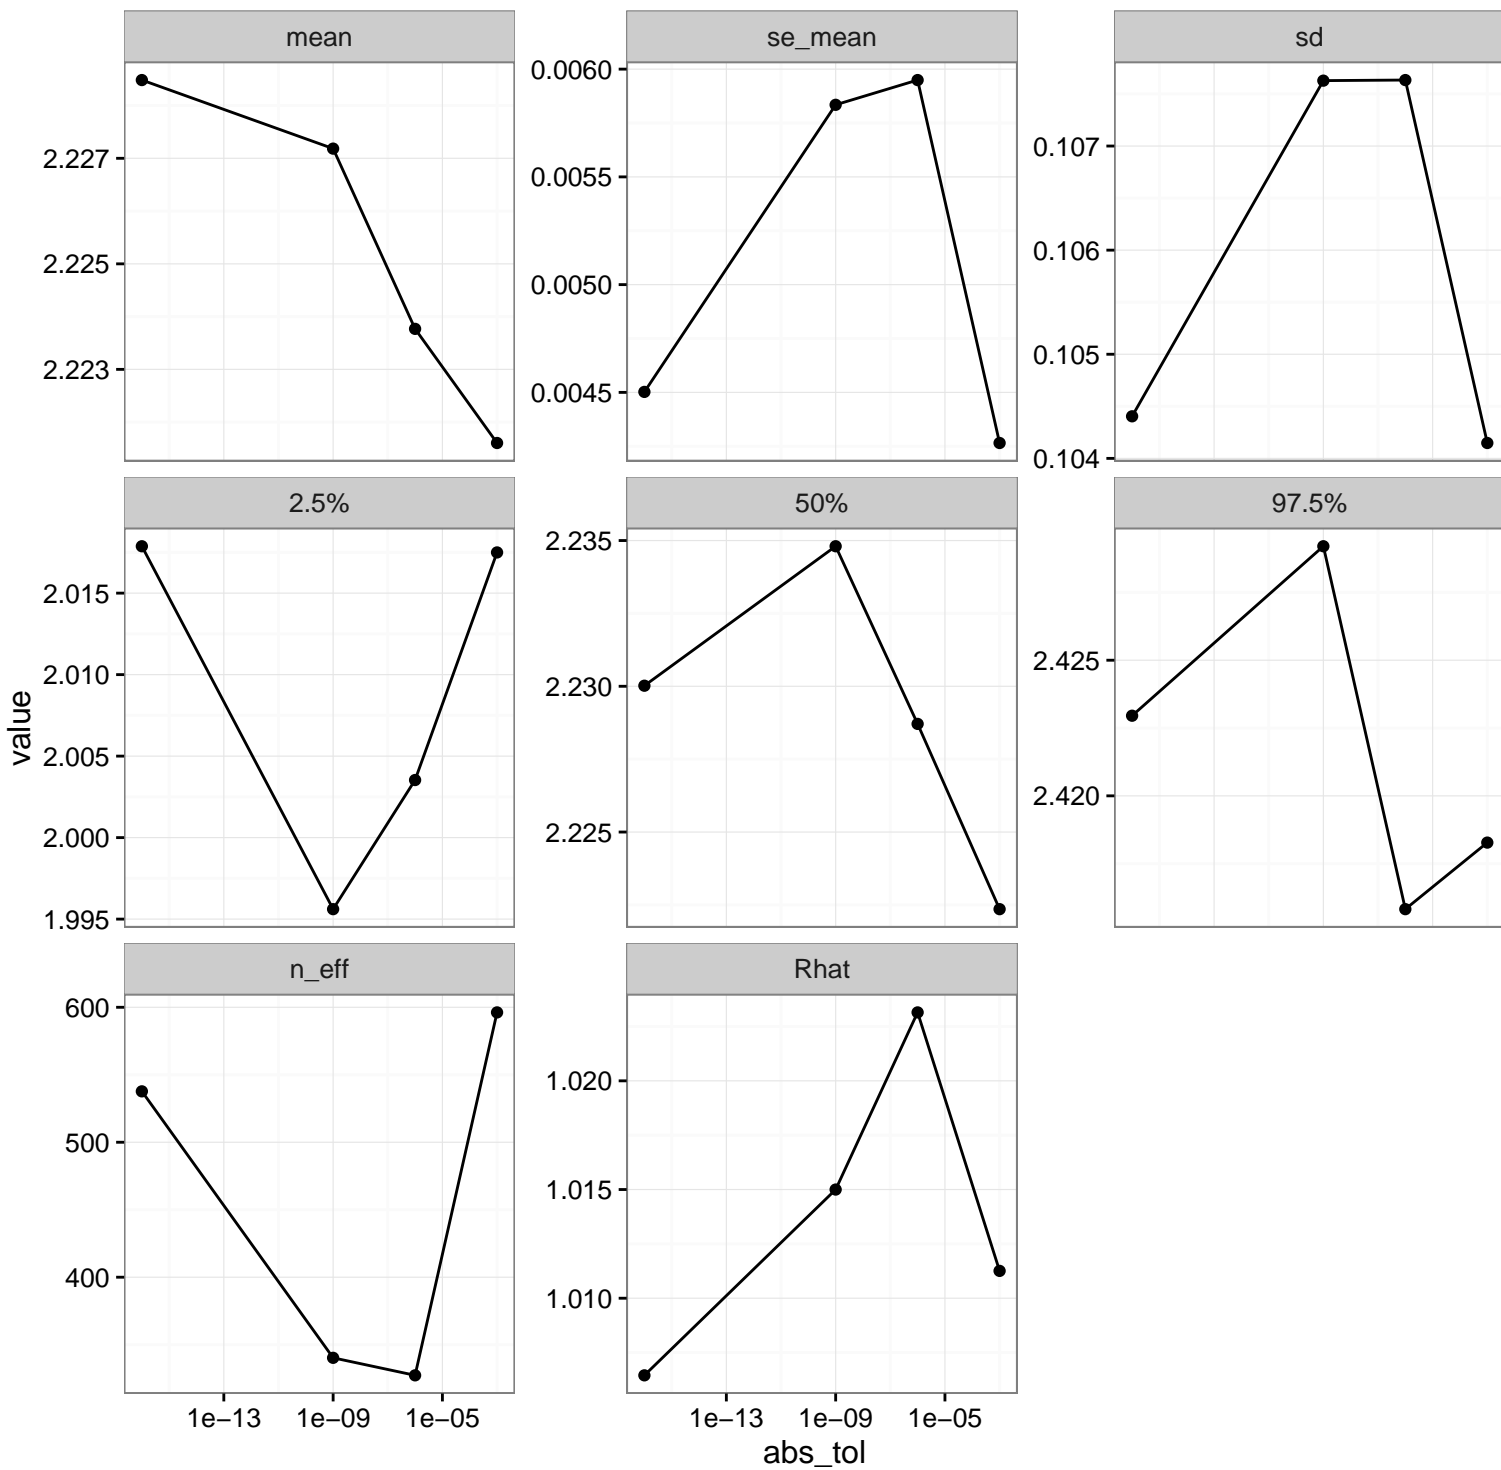 mean
se_mean
sd
2.227
2.225
2.223
0.0060
0.0055
0.0050
0.0045
0.107
0.106
0.105
0.104
2.5%
50%
97.5%
value
2.015
2.010
2.005
2.000
1.995
2.235
2.230
2.225
2.425
2.420
n_eff
Rhat
600
500
400
1.020
1.015
1.010
1e−13
1e−09
1e−05
1e−13
1e−09
1e−05
abs_tol